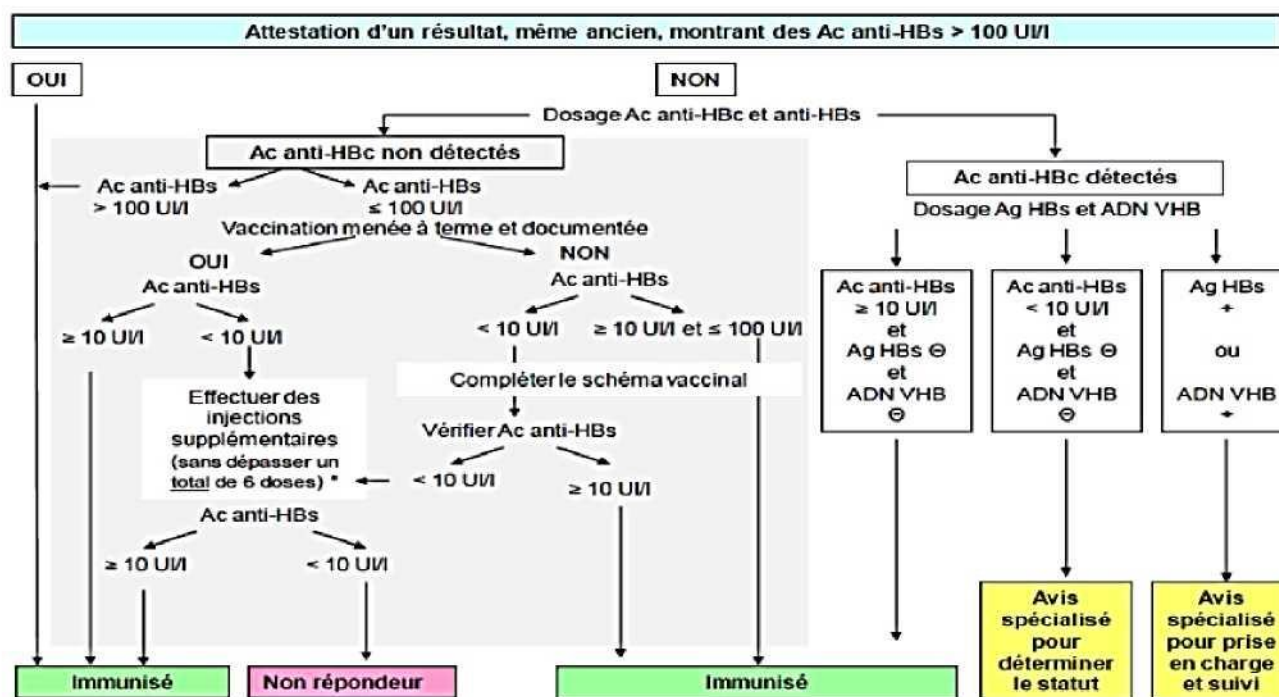 Attestation d'un résultat, même ancien, montrant des Ac anti-HBs > 100 UI/l
OUI
NON
Dosage Ac anti-HBc et anti-HBs
Ac anti-HBc non détectés
Ac anti-HBs
> 100 UI/l
Ac anti-HBs
≤ 100 UI/l
Vaccination menée à terme et documentée
OUI
Ac anti-HBs
≥ 10 UI/l
< 10 UI/l
Effectuer des
injections
supplémentaires
(sans dépasser un
total de 6 doses) *
NON
Ac anti-HBs
< 10 UI/l
≥ 10 UI/l et ≤ 100 UI/l
Compléter le schéma vaccinal
Vérifier Ac anti-HBs
< 10 UI/l
≥ 10 UI/l
Ac anti-HBs
≥ 10 UI/l
< 10 UI/l
Ac anti-HBc détectés
Dosage Ag HBs et ADN VHB
Ac anti-HBs
≥ 10 UI/l
et
Ag HBs ⊖
et
ADN VHB
⊖
Ac anti-HBs
< 10 UI/l
et
Ag HBs ⊖
et
ADN VHB
⊖
Ag HBs
+
ou
ADN VHB
+
Immunisé
Non répondeur
Immunisé
Avis
spécialisé
pour
déterminer
le statut
Avis
spécialisé
pour prise
en charge
et suivi